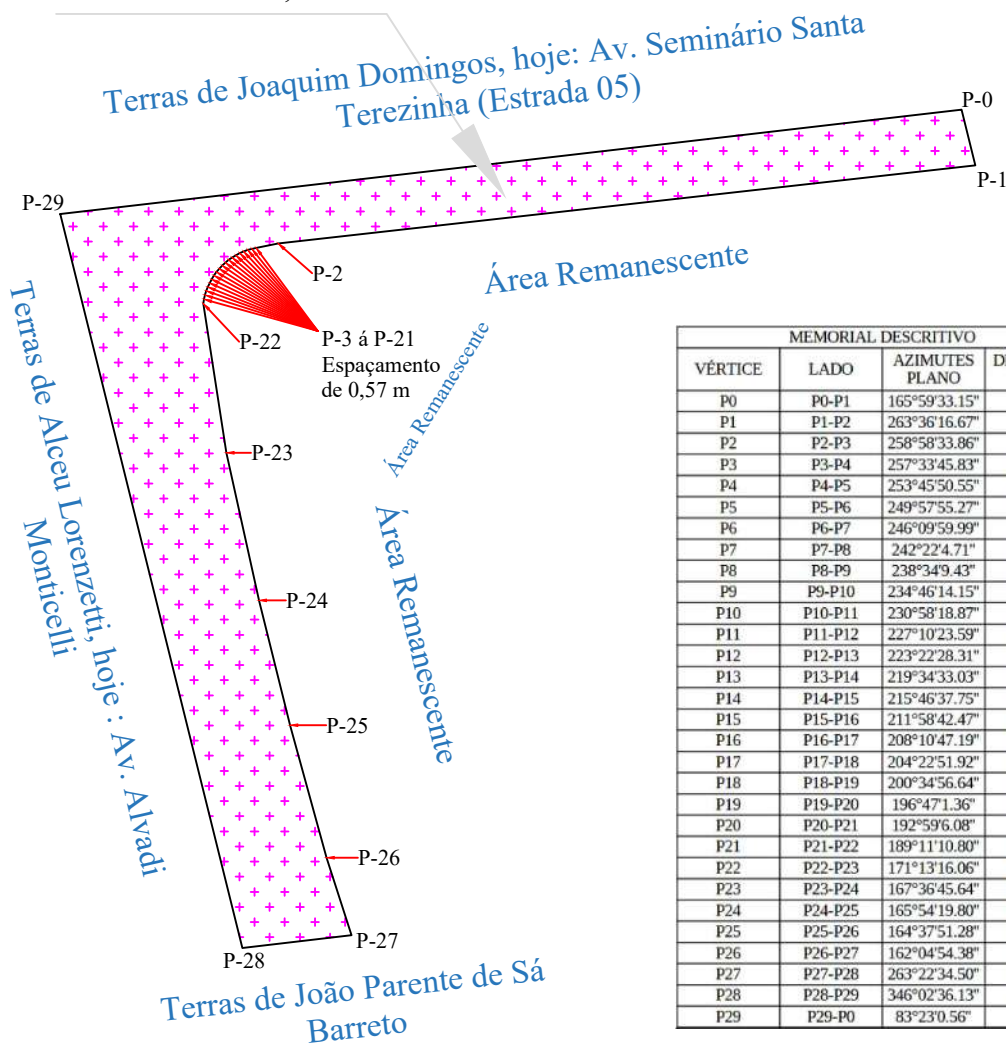 Terras de Joaquim Domingos, hoje: Av. Seminário Santa
Terezinha (Estrada 05)
P-0
P-1
P-29
P-2
Área Remanescente
P-22
P-3 á P-21
Espaçamento
de 0,57 m
Área Remanescente
P-23
Terras de Alceu Lorenzetti, hoje : Av. Alvadi
Monticelli
Área Remanescente
P-24
P-25
P-26
P-27
P-28
Terras de João Parente de Sá
Barreto
MEMORIAL DESCRITIVO
VÉRTICE LADO AZIMUTES
PLANO
P0 P0-P1 165°59'33.15"
P1 P1-P2 263°36'16.67"
P2 P2-P3 258°58'33.86"
P3 P3-P4 257°33'45.83"
P4 P4-P5 253°45'50.55"
P5 P5-P6 249°57'55.27"
P6 P6-P7 246°09'59.99"
P7 P7-P8 242°22'4.71"
P8 P8-P9 238°34'9.43"
P9 P9-P10 234°46'14.15"
P10 P10-P11 230°58'18.87"
P11 P11-P12 227°10'23.59"
P12 P12-P13 223°22'28.31"
P13 P13-P14 219°34'33.03"
P14 P14-P15 215°46'37.75"
P15 P15-P16 211°58'42.47"
P16 P16-P17 208°10'47.19"
P17 P17-P18 204°22'51.92"
P18 P18-P19 200°34'56.64"
P19 P19-P20 196°47'1.36"
P20 P20-P21 192°59'6.08"
P21 P21-P22 189°11'10.80"
P22 P22-P23 171°13'16.06"
P23 P23-P24 167°36'45.64"
P24 P24-P25 165°54'19.80"
P25 P25-P26 164°37'51.28"
P26 P26-P27 162°04'54.38"
P27 P27-P28 263°22'34.50"
P28 P28-P29 346°02'36.13"
P29 P29-P0 83°23'0.56"